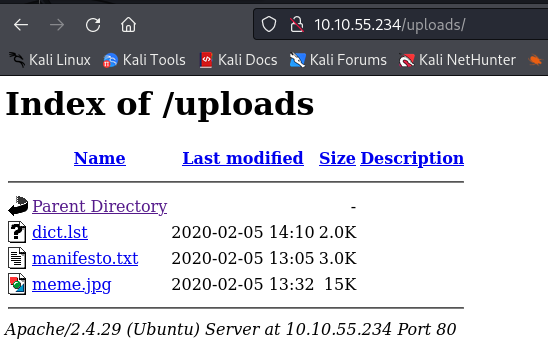 10.10.55.234/uploads/
Kali Linux Kali Tools Kali Docs Kali Forums Kali NetHunter
Index of /uploads
Name Last modified Size Description
Parent Directory -
dict.lst 2020-02-05 14:10 2.0K
manifesto.txt 2020-02-05 13:05 3.0K
meme.jpg 2020-02-05 13:32 15K
Apache/2.4.29 (Ubuntu) Server at 10.10.55.234 Port 80